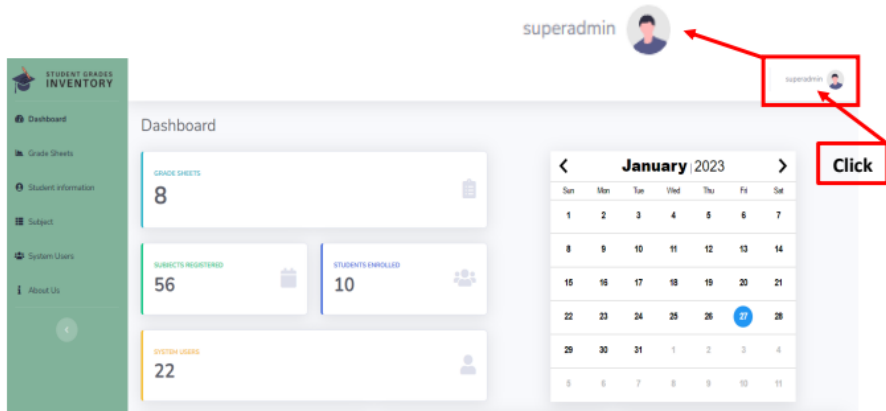 superadmin
STUDENT GRADES
INVENTORY
superadmin
Dashboard
Grade Sheets
Student information
Subject
System Users
About Us
Dashboard
GRADE SHEETS
8
SUBJECTS REGISTERED
56
STUDENTS ENROLLED
10
SYSTEM USERS
22
January 2023
Sun Mon Tue Wed Thu Fri Sat
1 2 3 4 5 6 7
8 9 10 11 12 13 14
15 16 17 18 19 20 21
22 23 24 25 26 27 28
29 30 31 1 2 3 4
5 6 7 8 9 10 11
Click